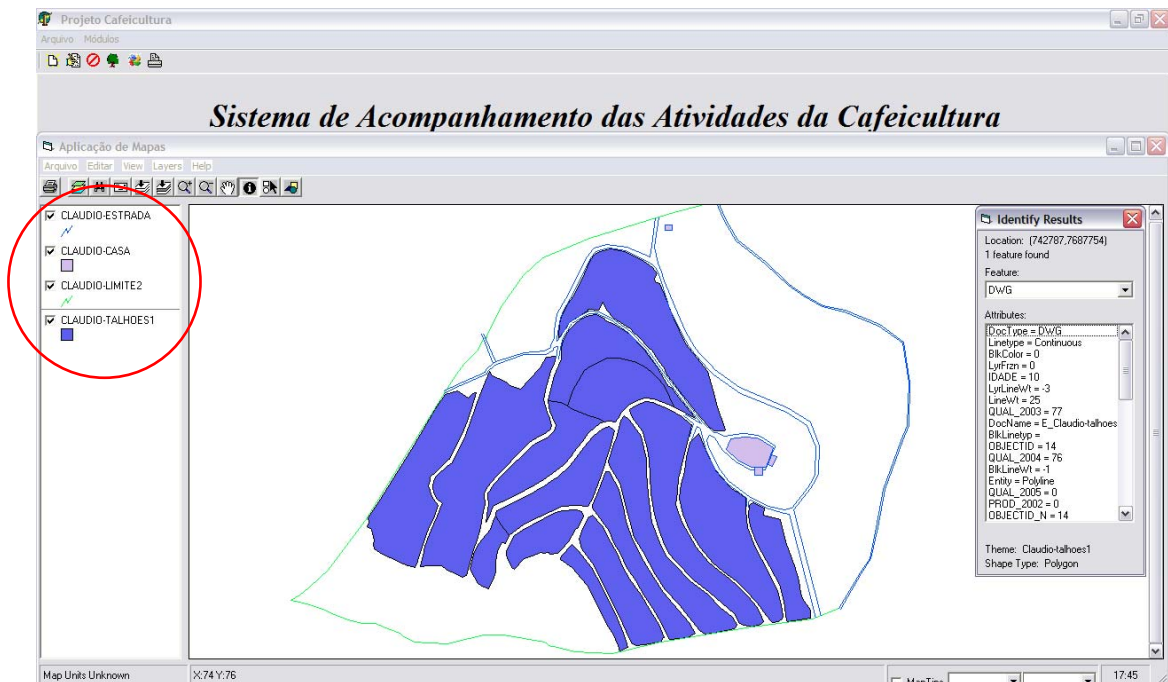 Projeto Cafeicultura
Arquivo Módulos
Sistema de Acompanhamento das Atividades da Cafeicultura
Aplicação de Mapas
Arquivo Editar View Layers Help
CLAUDIO-ESTRADA
CLAUDIO-CASA
CLAUDIO-LIMITE2
CLAUDIO-TALHOES1
Identify Results
Location: (742787,7687754)
1 feature found
Feature:
DWG
Attributes:
DocType = DWG
Linetype = Continuous
BlkColor = 0
LyrFrzn = 0
IDADE = 10
LyrLineWt = -3
LineWt = 25
QUAL_2003 = 77
DocName = E_Claudio-talhoes
BlkLinetyp =
OBJECTID = 14
QUAL_2004 = 76
BlkLineWt = -1
Entity = Polyline
QUAL_2005 = 0
PROD_2002 = 0
OBJECTID_N = 14
Theme: Claudio-talhoes1
Shape Type: Polygon
Map Units Unknown
X:74 Y:76
MapTips
17:45